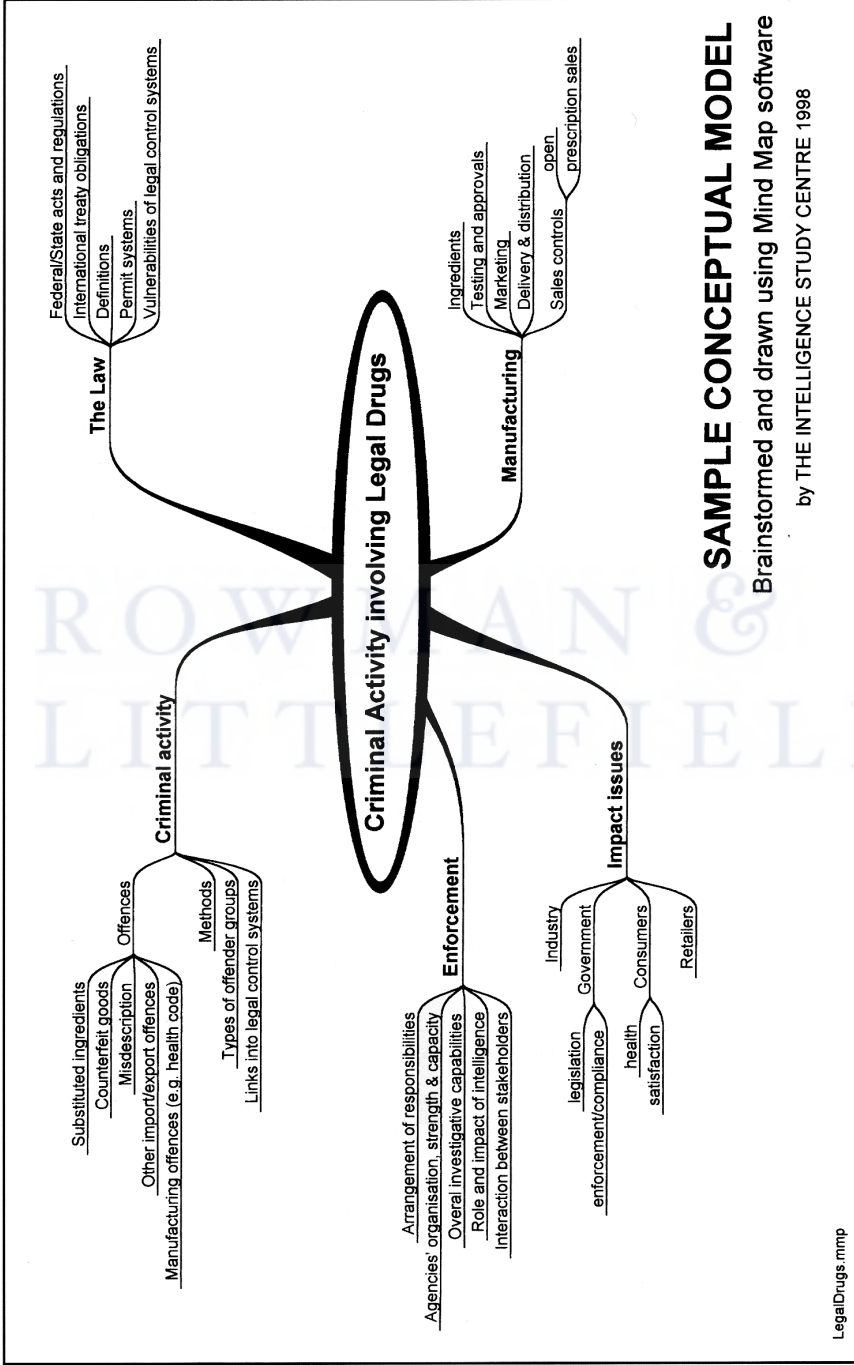 Criminal Activity involving Legal Drugs
The Law
Federal/State acts and regulations
International treaty obligations
Definitions
Permit systems
Vulnerabilities of legal control systems
Manufacturing
Ingredients
Testing and approvals
Marketing
Delivery & distribution
Sales controls
open
prescription sales
Criminal activity
Offences
Substituted ingredients
Counterfeit goods
Misdescription
Other import/export offences
Manufacturing offences (e.g. health code)
Methods
Types of offender groups
Links into legal control systems
Enforcement
Arrangement of responsibilities
Agencies' organisation, strength & capacity
Overal investigative capabilities
Role and impact of intelligence
Interaction between stakeholders
Impact issues
Industry
Government
legislation
enforcement/compliance
Consumers
health
satisfaction
Retailers
SAMPLE CONCEPTUAL MODEL
Brainstormed and drawn using Mind Map software
by THE INTELLIGENCE STUDY CENTRE 1998
LegalDrugs.mmp
ROWMAN &
LITTLEFIEL